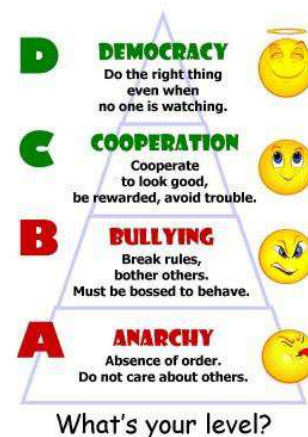 D
DEMOCRACY
Do the right thing
even when
no one is watching.
C
COOPERATION
Cooperate
to look good,
be rewarded, avoid trouble.
B
BULLYING
Break rules,
bother others.
Must be bossed to behave.
A
ANARCHY
Absence of order.
Do not care about others.
What's your level?